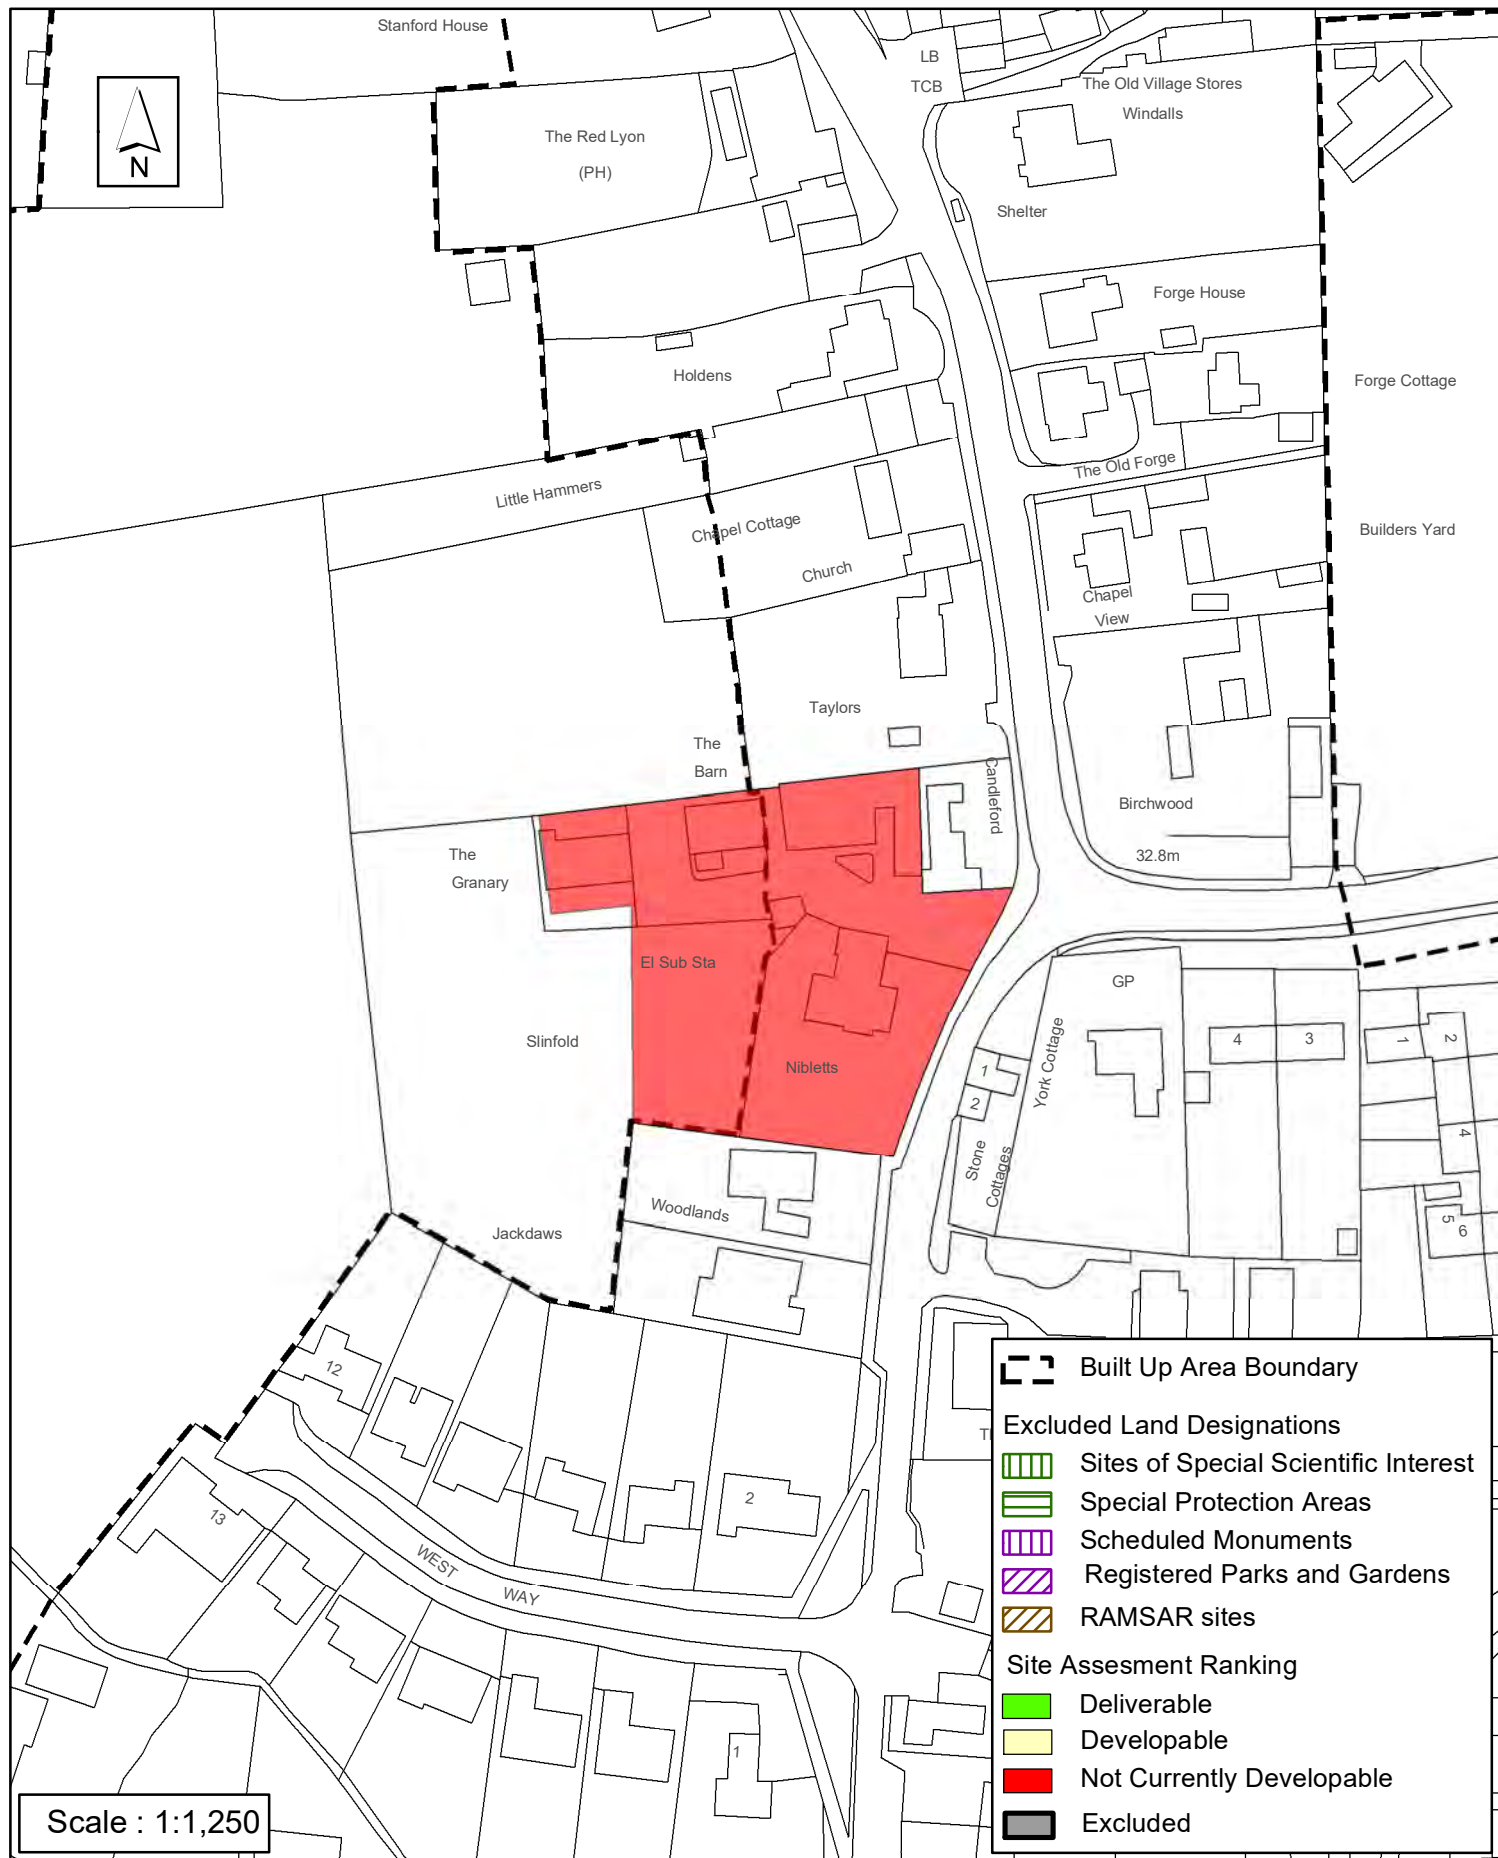 Stanford House
LB
TCB
The Old Village Stores
Windalls
The Red Lyon
(PH)
N
Shelter
Forge House
Holdens
Forge Cottage
The Old Forge
Little Hammers
Chapel Cottage
Builders Yard
Church
Chapel
View
Taylors
The
Barn
Candleford
Birchwood
32.8m
The
Granary
El Sub Sta
GP
Slinfold
Nibletts
York Cottage
4
3
1
2
1
2
4
Stone
Cottages
5
6
Woodlands
Jackdaws
12
2
13
WEST
WAY
1
Built Up Area Boundary
Excluded Land Designations
Sites of Special Scientific Interest
Special Protection Areas
Scheduled Monuments
Registered Parks and Gardens
RAMSAR sites
Site Assesment Ranking
Deliverable
Developable
Not Currently Developable
Excluded
Scale : 1:1,250